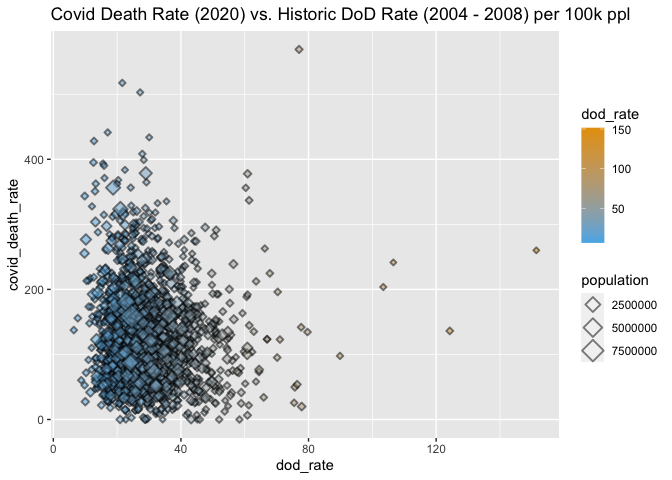 Covid Death Rate (2020) vs. Historic DoD Rate (2004 - 2008) per 100k ppl
covid_death_rate
400
200
0
0
40
80
120
dod_rate
dod_rate
150
100
50
population
2500000
5000000
7500000